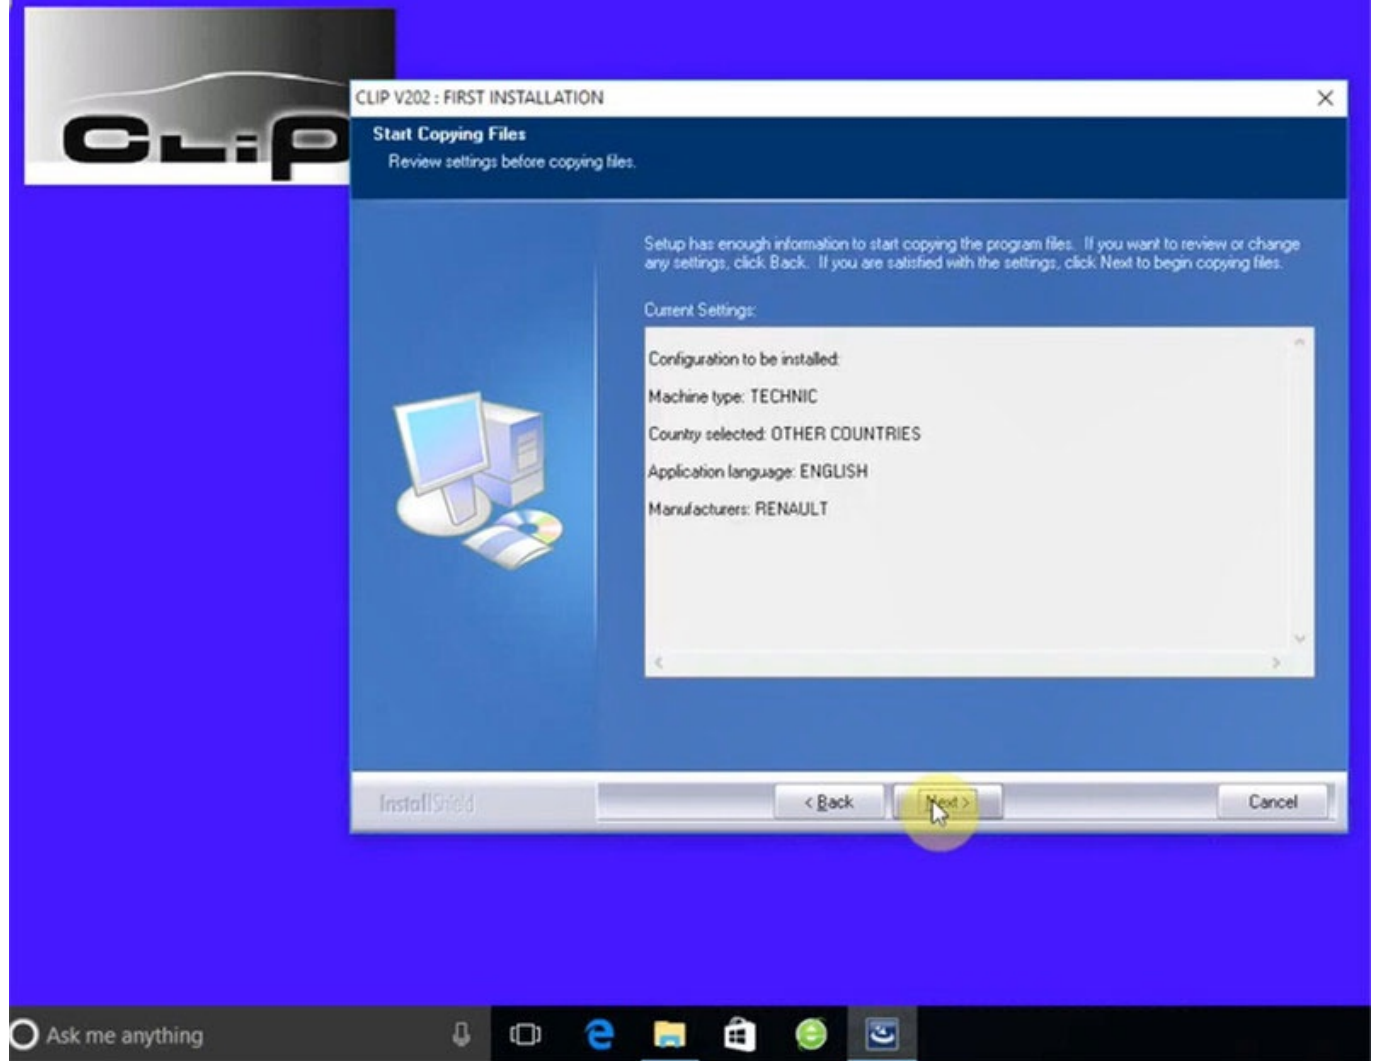 CLiP
CLIP V202 : FIRST INSTALLATION
Start Copying Files
Review settings before copying files.
Setup has enough information to start copying the program files. If you want to review or change
any settings, click Back. If you are satisfied with the settings, click Next to begin copying files.
Current Settings:
Configuration to be installed:
Machine type: TECHNIC
Country selected: OTHER COUNTRIES
Application language: ENGLISH
Manufacturers: RENAULT
InstallShield
< Back
Next >
Cancel
Ask me anything